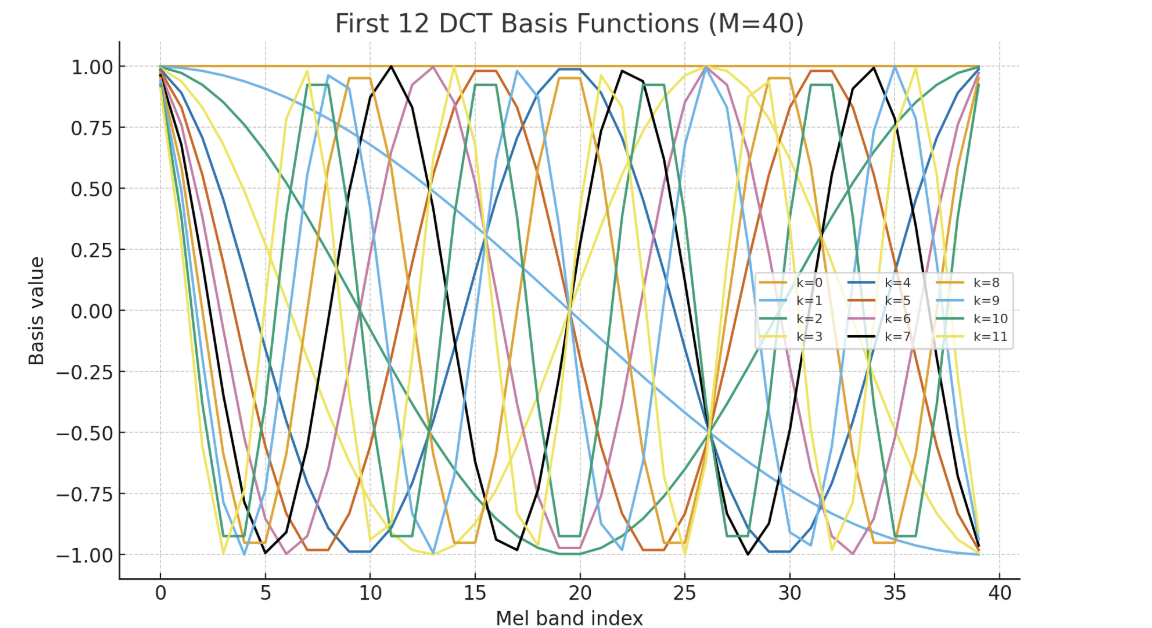 First 12 DCT Basis Functions (M=40)
1.00
0.75
0.50
0.25
0.00
−0.25
−0.50
−0.75
−1.00
Basis value
k=0 k=4 k=8
k=1 k=5 k=9
k=2 k=6 k=10
k=3 k=7 k=11
0 5 10 15 20 25 30 35 40
Mel band index